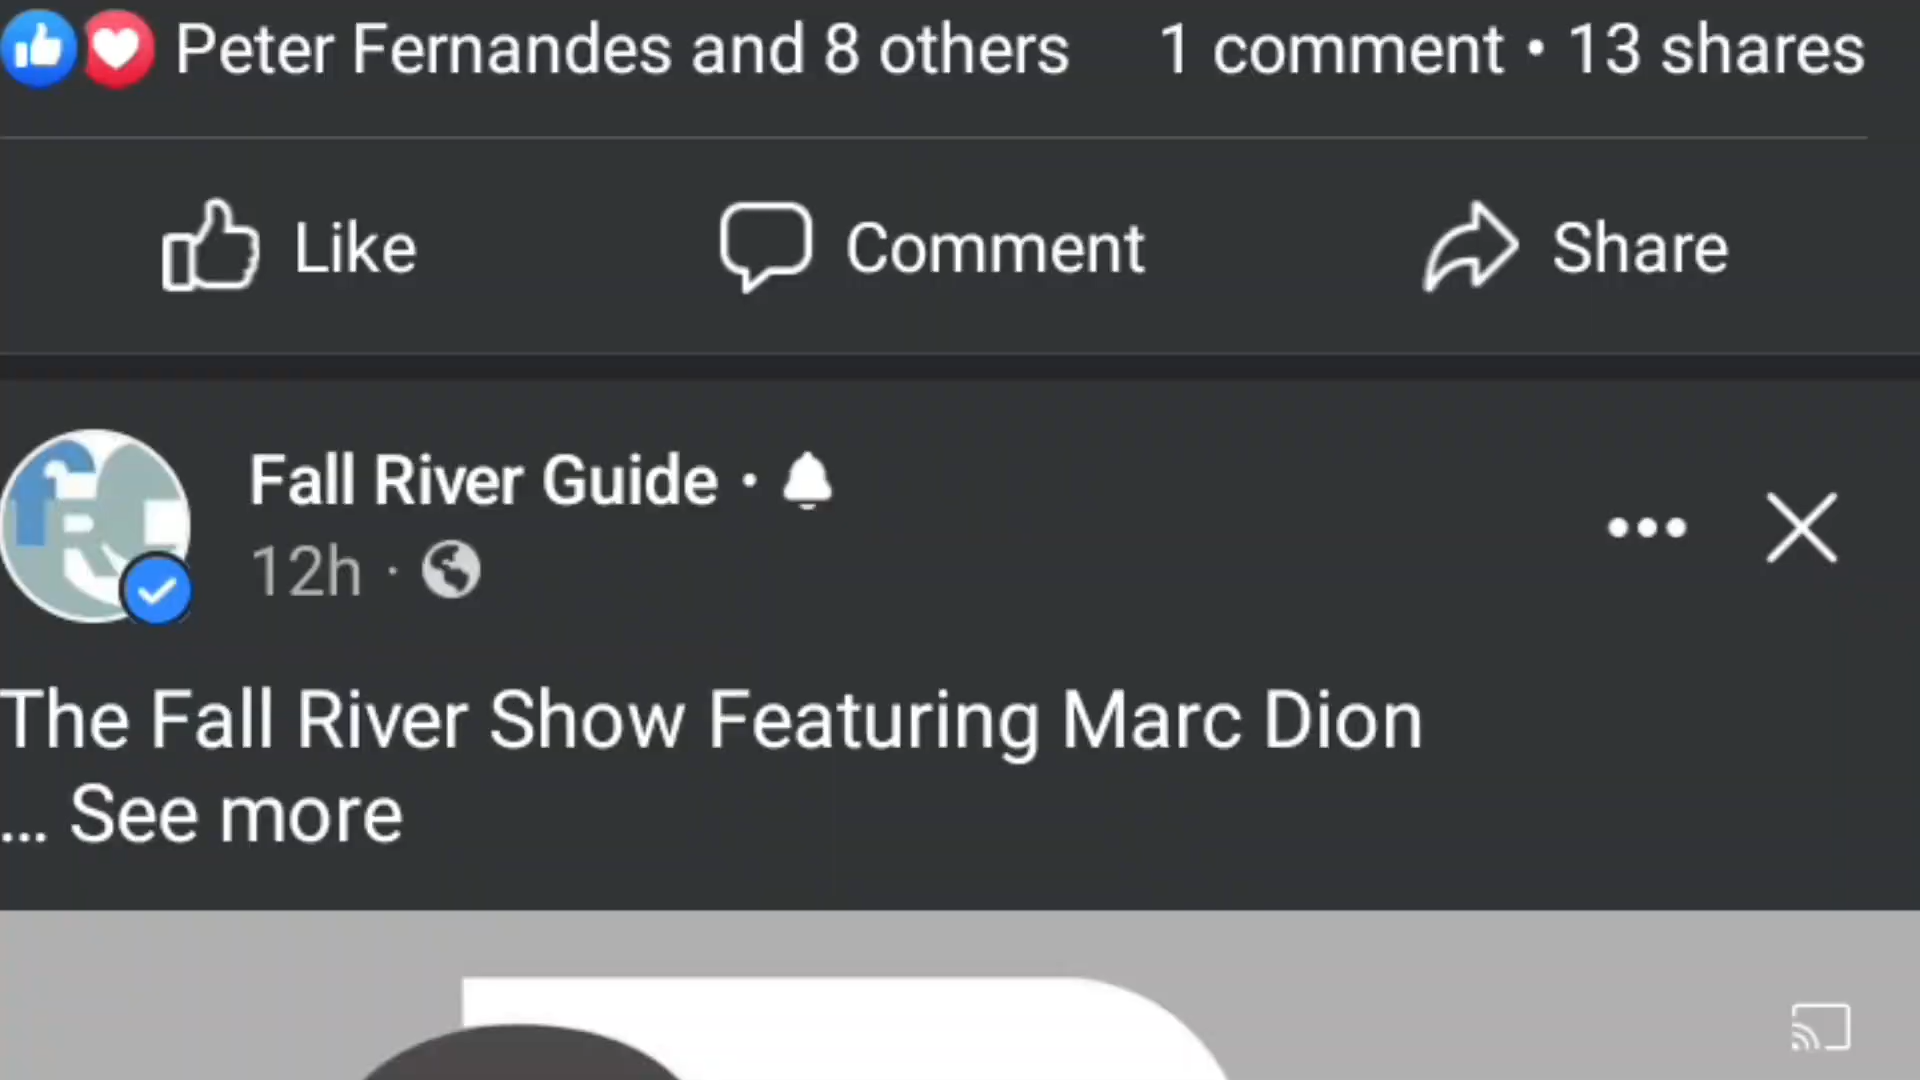 Peter Fernandes and 8 others 1 comment • 13 shares
Like Comment Share
Fall River Guide •
12h ·
The Fall River Show Featuring Marc Dion
... See more